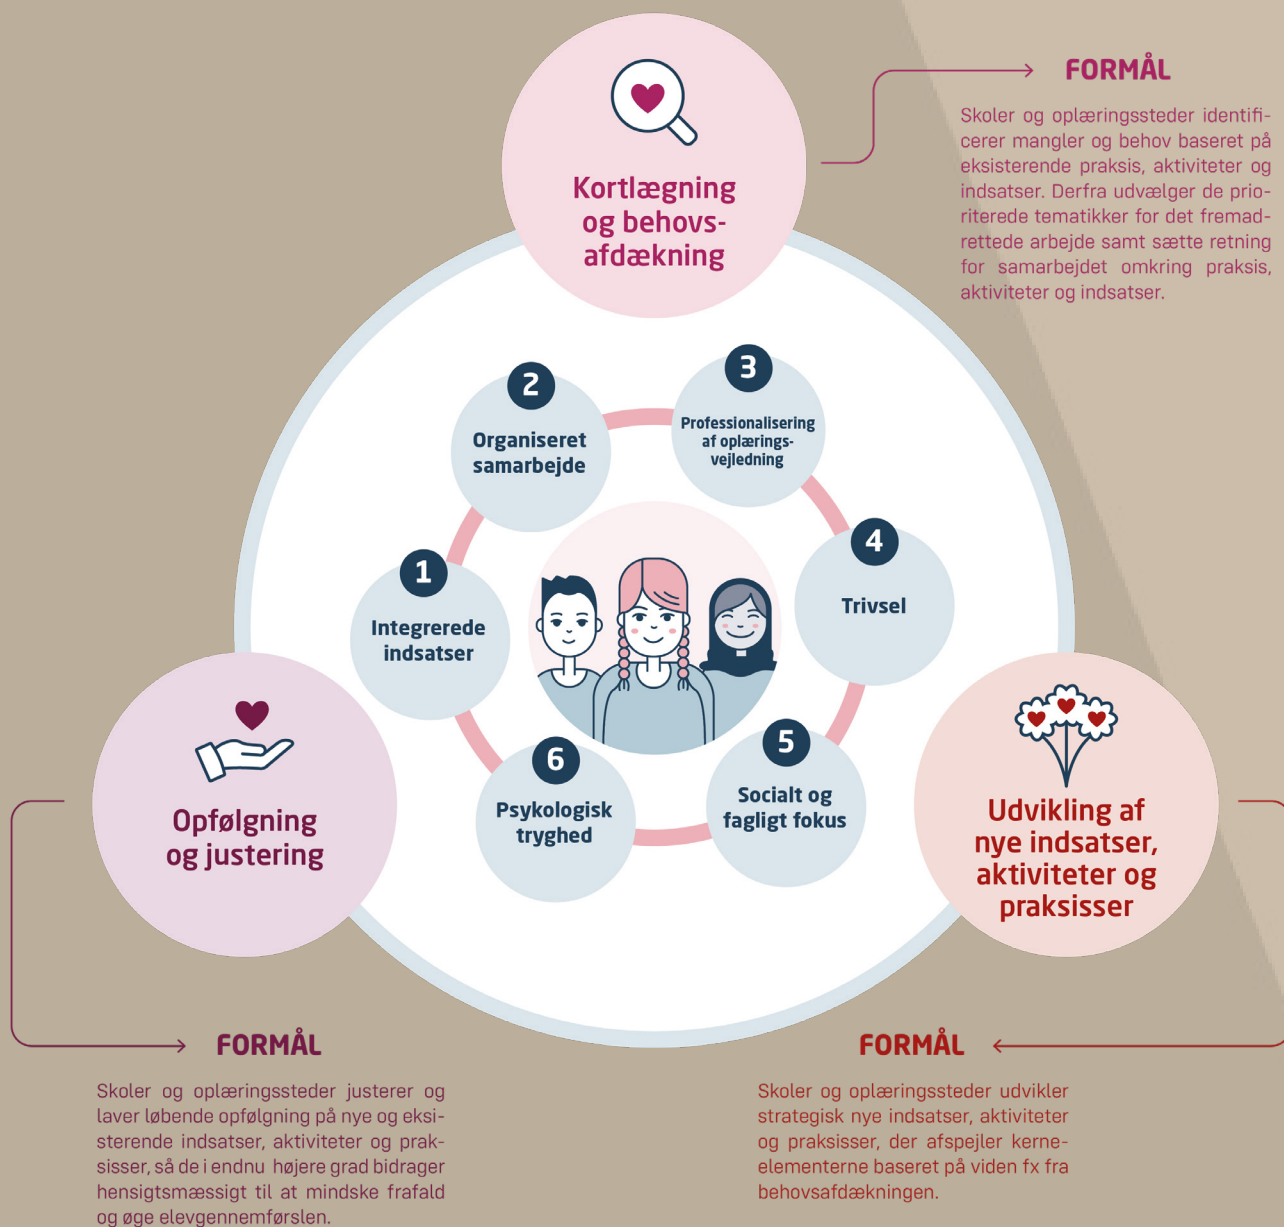 Kortlægning
og behovs-
afdækning
FORMÅL
Skoler og oplæringssteder identifi-
cerer mangler og behov baseret på
eksisterende praksis, aktiviteter og
indsatser. Derfra udvælger de prio-
riterede tematikker for det fremad-
rettede arbejde samt sætte retning
for samarbejdet omkring praksis,
aktiviteter og indsatser.
1
Integrerede
indsatser
2
Organiseret
samarbejde
3
Professionalisering
af oplærings-
vejledning
4
Trivsel
5
Socialt og
fagligt fokus
6
Psykologisk
tryghed
Opfølgning
og justering
Udvikling af
nye indsatser,
aktiviteter og
praksisser
FORMÅL
Skoler og oplæringssteder justerer og
laver løbende opfølgning på nye og eksi-
sterende indsatser, aktiviteter og prak-
sisser, så de i endnu højere grad bidrager
hensigtsmæssigt til at mindske frafald
og øge elevgennemførslen.
FORMÅL
Skoler og oplæringssteder udvikler
strategisk nye indsatser, aktiviteter
og praksisser, der afspejler kerne-
elementerne baseret på viden fx fra
behovsafdækningen.